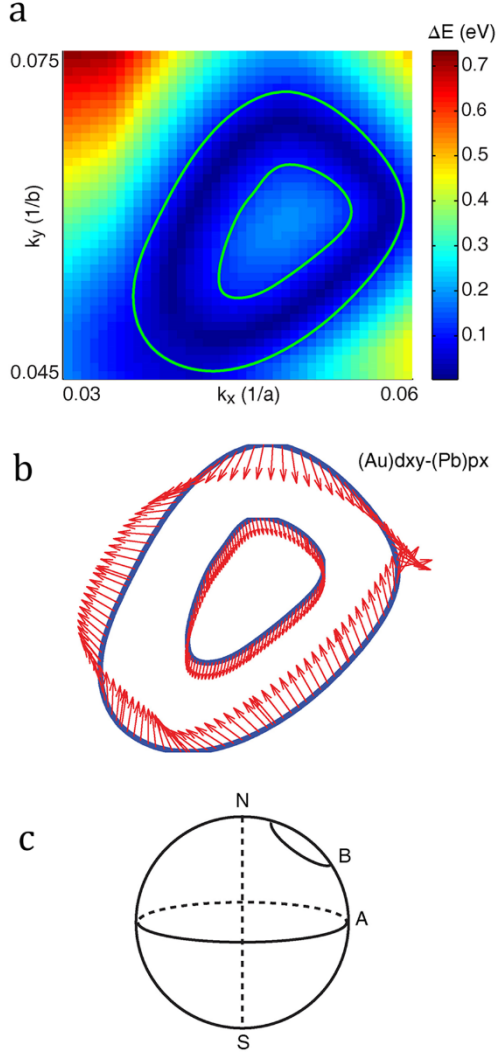 a
ΔE (eV)
0.075
0.7
0.6
0.5
0.4
0.3
0.2
0.1
ky (1/b)
0.045
0.03
kx (1/a)
0.06
b
(Au)dxy-(Pb)px
c
N
B
A
S